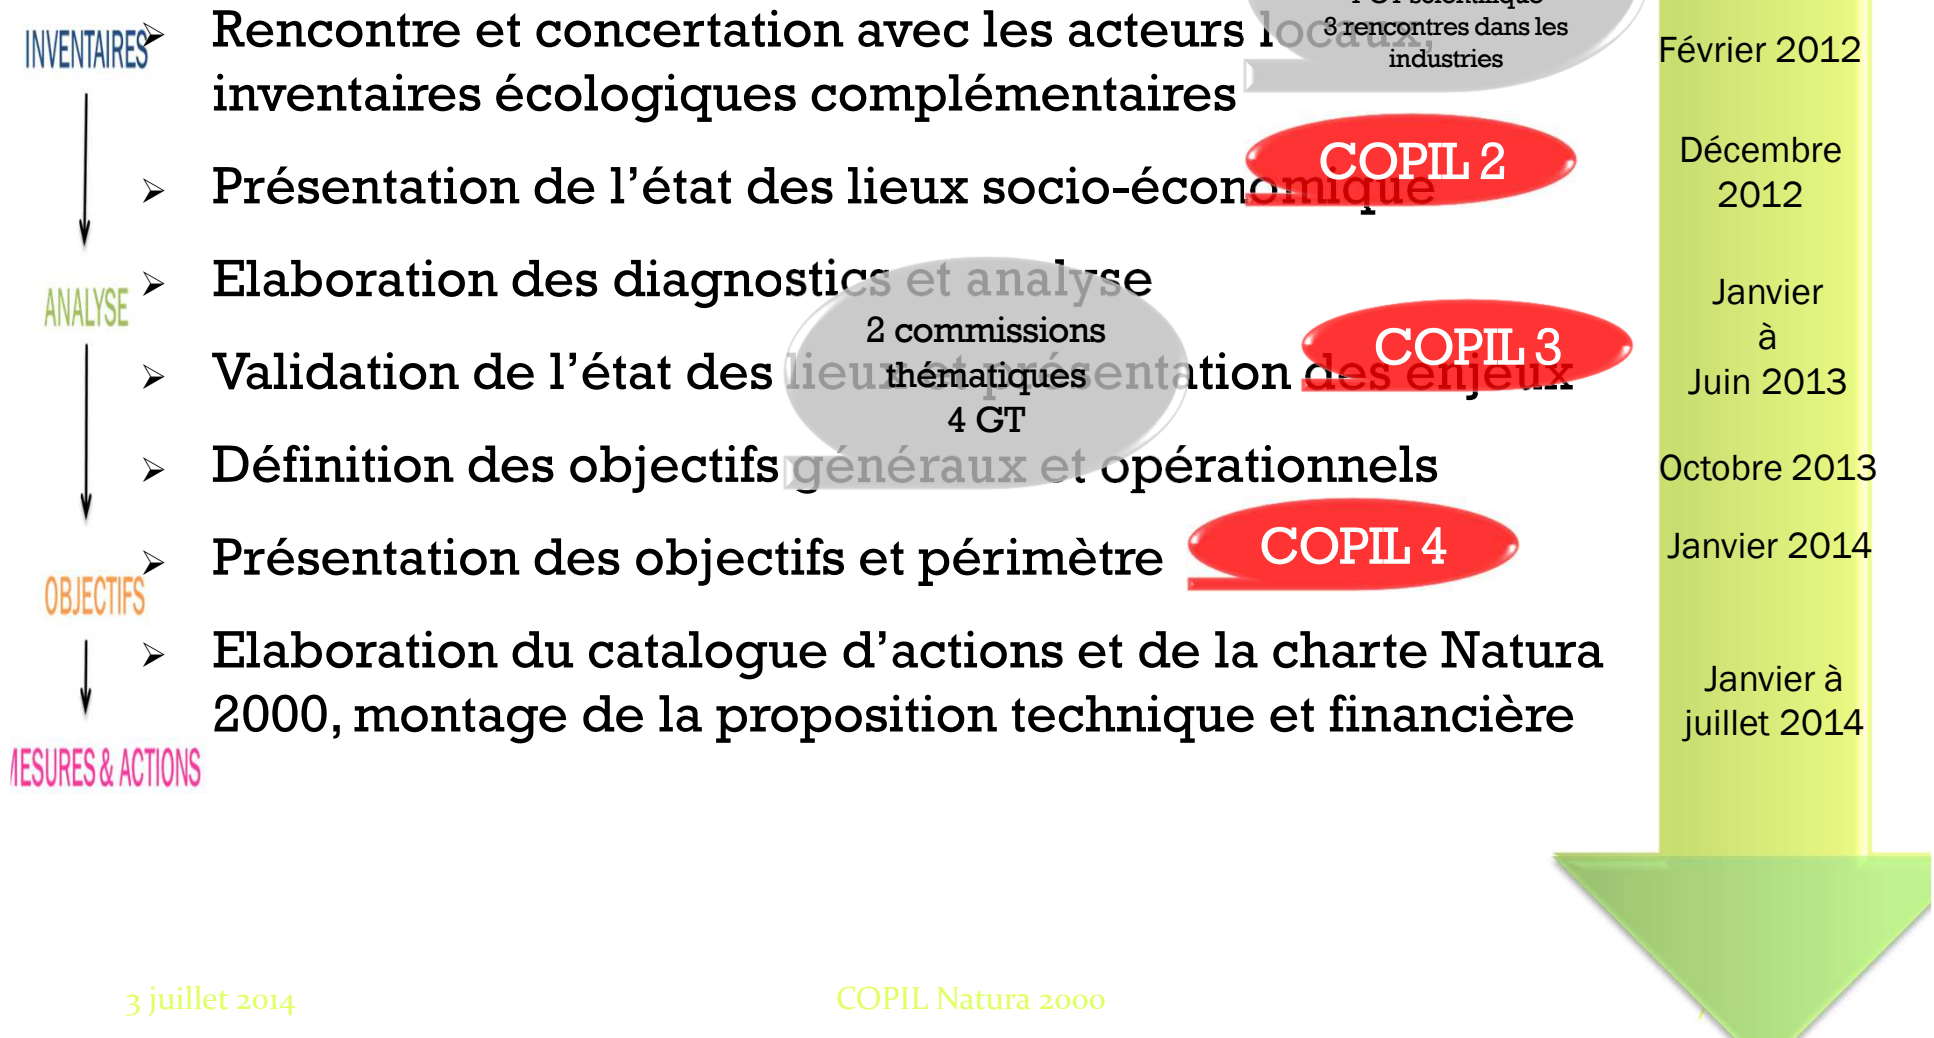 INVENTAIRES
Rencontre et concertation avec les acteurs locaux,
inventaires écologiques complémentaires
3 rencontres dans les
industries
Février 2012
Présentation de l’état des lieux socio-économique
COPIL 2
Décembre
2012
Elaboration des diagnostics et analyse
ANALYSE
2 commissions
thématiques
4 GT
Validation de l’état des lieux et présentation des enjeux
COPIL 3
Janvier
à
Juin 2013
Définition des objectifs généraux et opérationnels
Octobre 2013
Présentation des objectifs et périmètre
COPIL 4
Janvier 2014
OBJECTIFS
Elaboration du catalogue d’actions et de la charte Natura
2000, montage de la proposition technique et financière
Janvier à
juillet 2014
MESURES & ACTIONS
3 juillet 2014
COPIL Natura 2000